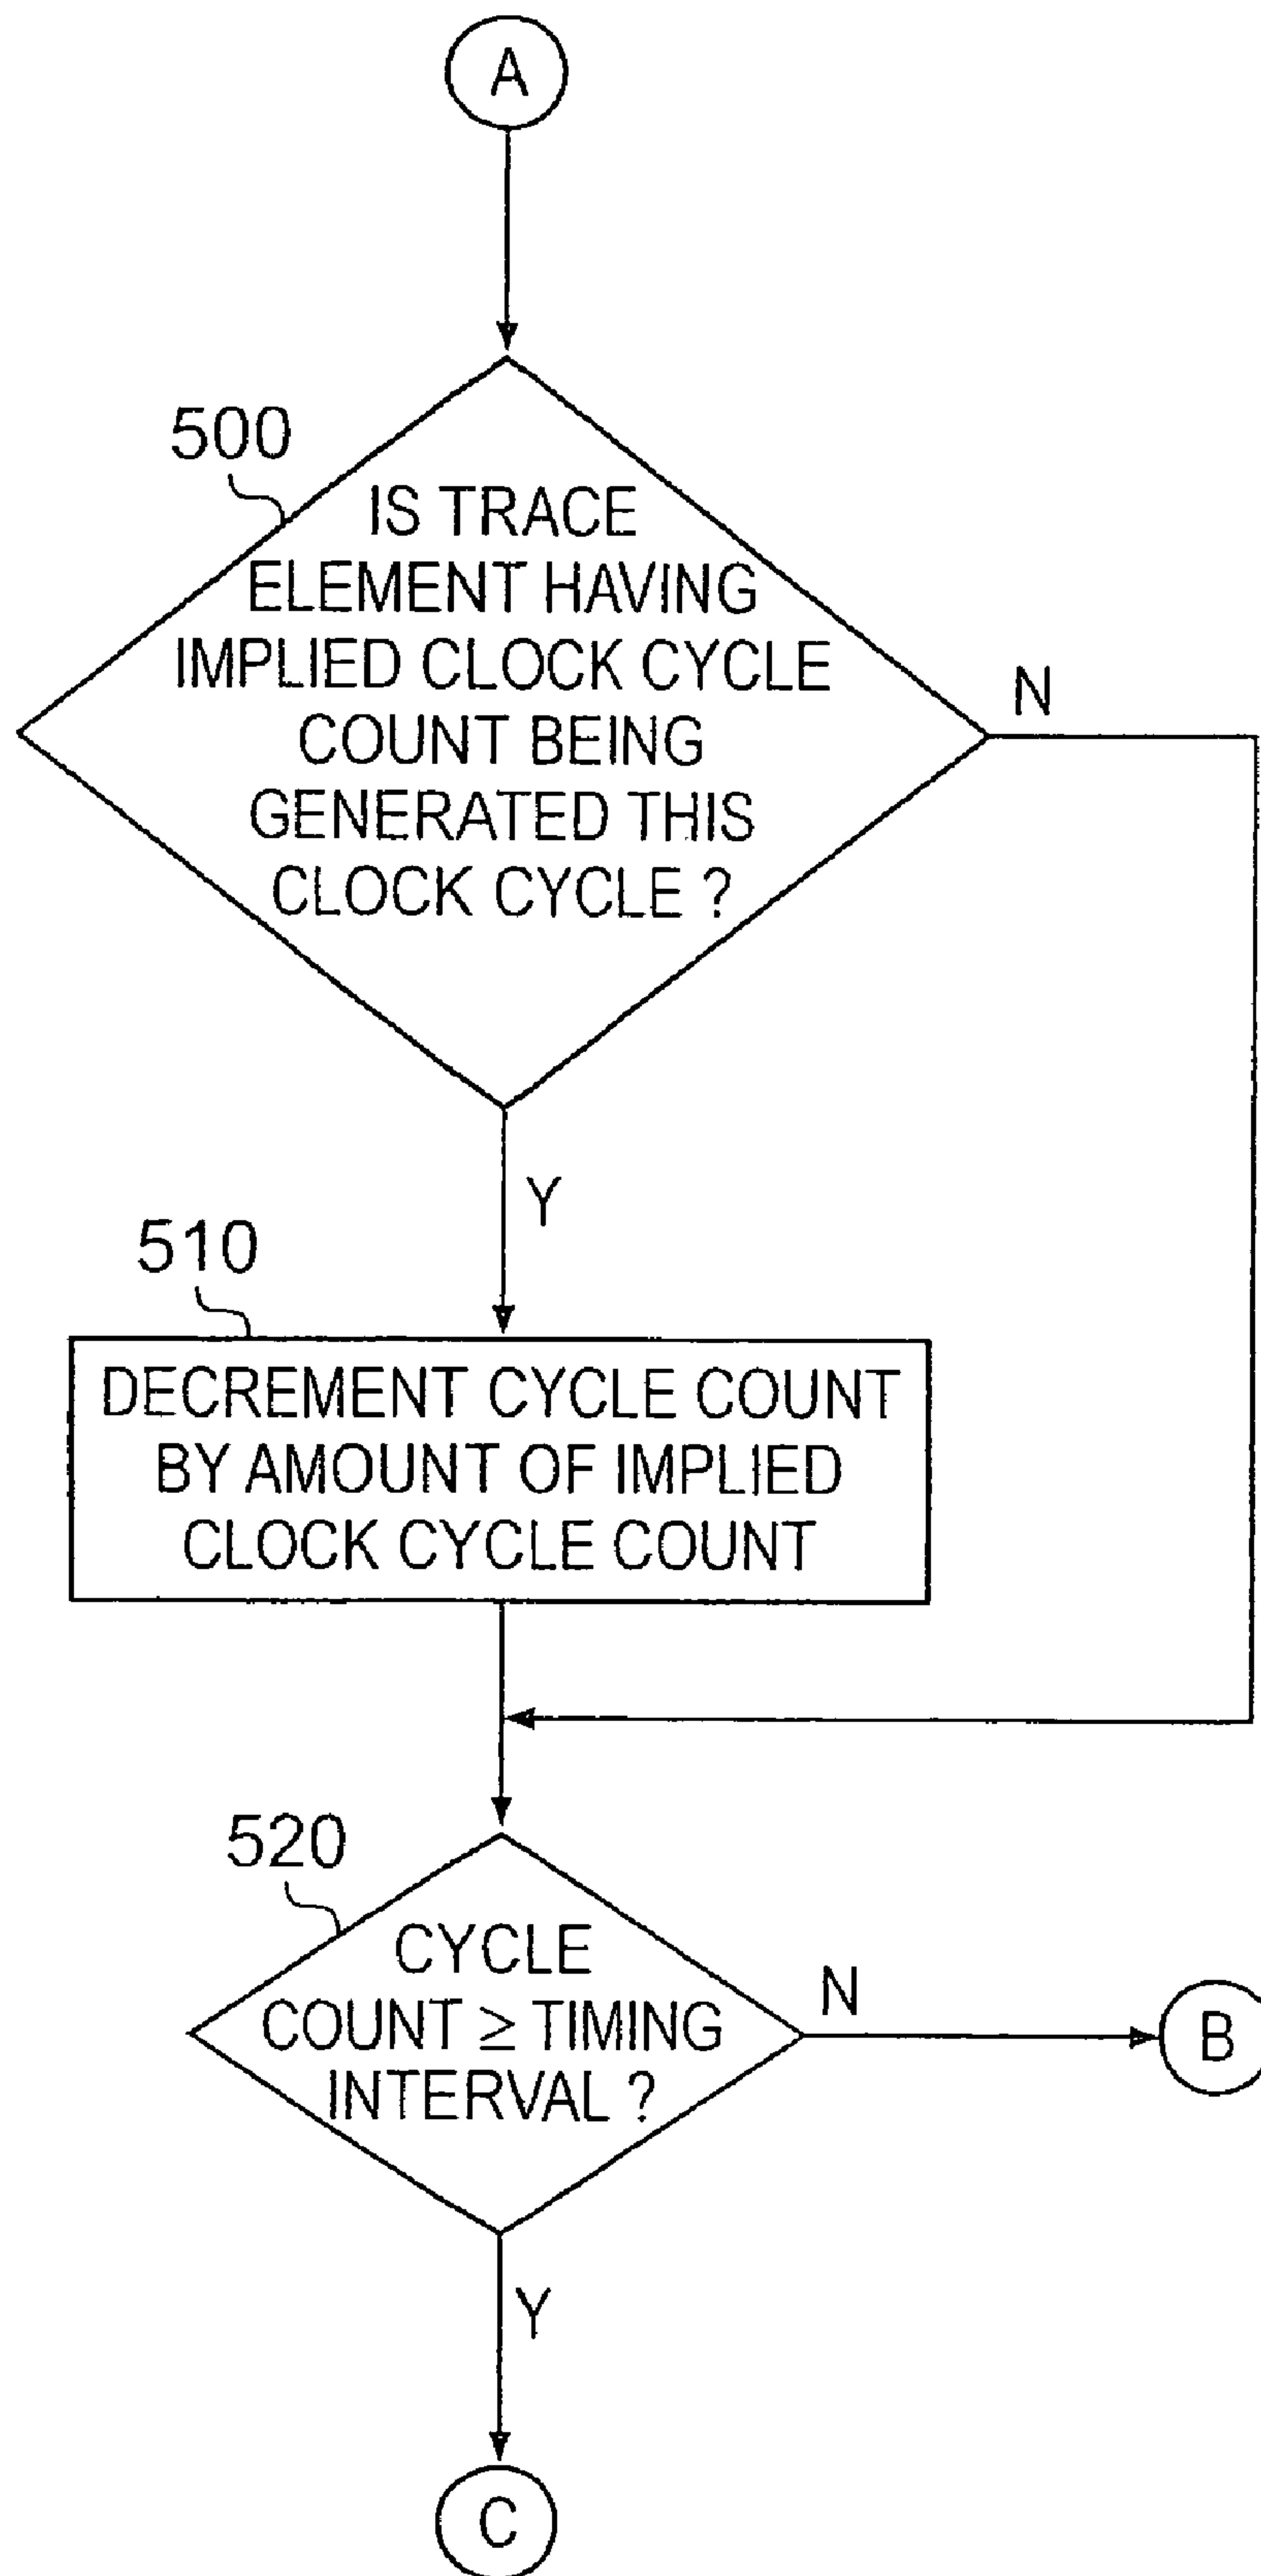 A
500
IS TRACE
ELEMENT HAVING
IMPLIED CLOCK CYCLE
COUNT BEING
GENERATED THIS
CLOCK CYCLE ?
N
Y
510
DECREMENT CYCLE COUNT
BY AMOUNT OF IMPLIED
CLOCK CYCLE COUNT
520
CYCLE
COUNT ≥ TIMING
INTERVAL ?
N
B
Y
C